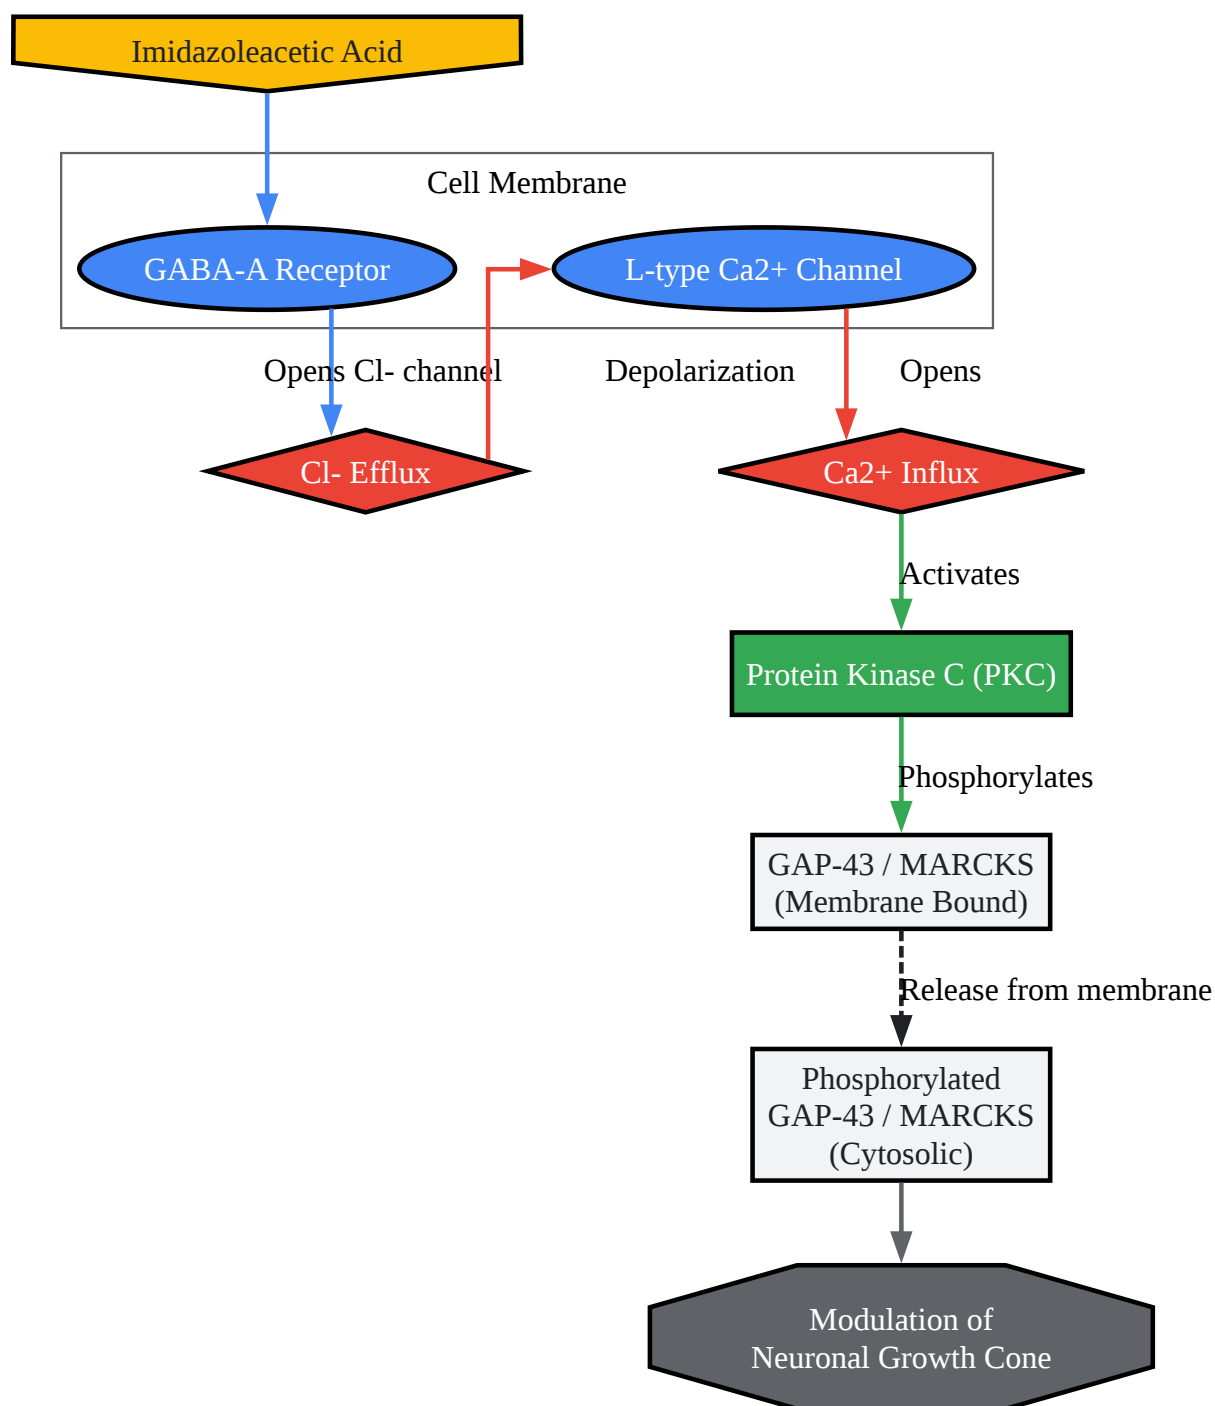 Imidazoleacetic Acid
Cell Membrane
GABA-A Receptor
L-type Ca2+ Channel
Opens Cl- channel
Depolarization
Opens
Cl- Efflux
Ca2+ Influx
Activates
Protein Kinase C (PKC)
Phosphorylates
GAP-43 / MARCKS
(Membrane Bound)
Release from membrane
Phosphorylated
GAP-43 / MARCKS
(Cytosolic)
Modulation of
Neuronal Growth Cone